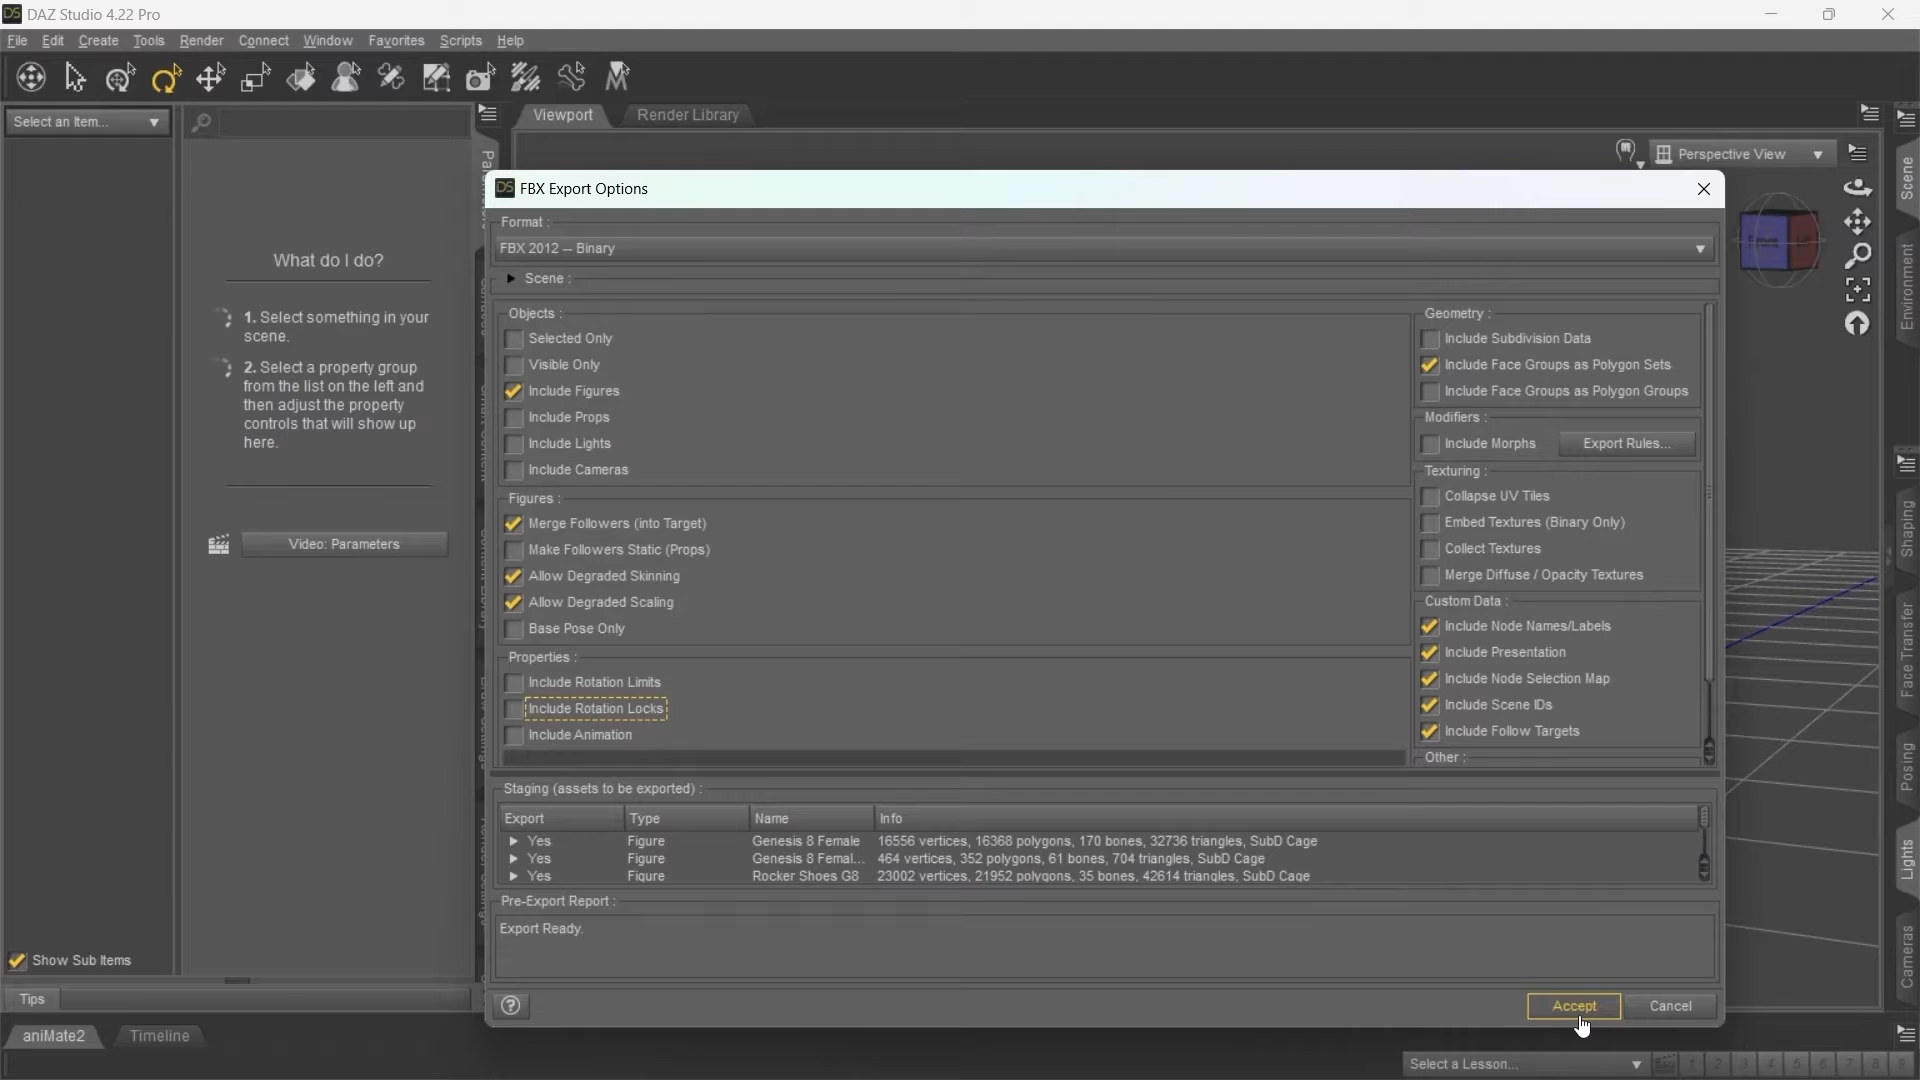 DAZ Studio 4.22 Pro
File Edit Create Tools Render Connect Window Favorites Scripts Help
Select an Item...
Viewport Render Library
Perspective View
What do I do?
1. Select something in your
scene.
2. Select a property group
from the list on the left and
then adjust the property
controls that will show up
here.
Video: Parameters
Show Sub Items
Tips
aniMate2 Timeline
FBX Export Options
Format :
FBX 2012 -- Binary
Scene :
Objects :
Selected Only
Visible Only
Include Figures
Include Props
Include Lights
Include Cameras
Figures :
Merge Followers (into Target)
Make Followers Static (Props)
Allow Degraded Skinning
Allow Degraded Scaling
Base Pose Only
Properties :
Include Rotation Limits
Include Rotation Locks
Include Animation
Geometry :
Include Subdivision Data
Include Face Groups as Polygon Sets
Include Face Groups as Polygon Groups
Modifiers :
Include Morphs Export Rules...
Texturing :
Collapse UV Tiles
Embed Textures (Binary Only)
Collect Textures
Merge Diffuse / Opacity Textures
Custom Data :
Include Node Names/Labels
Include Presentation
Include Node Selection Map
Include Scene IDs
Include Follow Targets
Other :
Staging (assets to be exported) :
Export Type Name Info
Yes Figure Genesis 8 Female 16556 vertices, 16368 polygons, 170 bones, 32736 triangles, SubD Cage
Yes Figure Genesis 8 Femal... 464 vertices, 352 polygons, 61 bones, 704 triangles, SubD Cage
Yes Figure Rocker Shoes G8 23002 vertices, 21952 polygons, 35 bones, 42614 triangles, SubD Cage
Pre-Export Report :
Export Ready.
Accept Cancel
Front
Scene
Environment
Shaping
Face Transfer
Posing
Lights
Cameras
Select a Lesson...
1 2 3 4 5 6 7 8 9